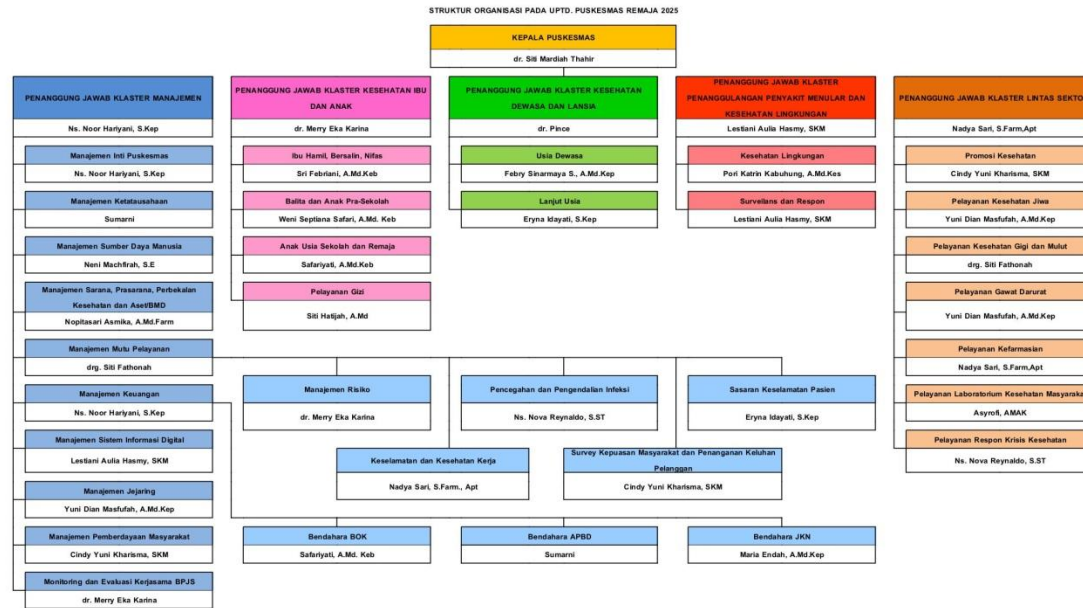 STRUKTUR ORGANISASI PADA UPTD. PUSKESMAS REMAJA 2025
KEPALA PUSKESMAS
dr. Siti Mardiah Thahir
PENANGGUNG JAWAB KLASTER MANAJEMEN
Ns. Noor Hariyani, S.Kep
Manajemen Inti Puskesmas
Ns. Noor Hariyani, S.Kep
Manajemen Ketatausahaan
Sumarni
Manajemen Sumber Daya Manusia
Neni Machfirah, S.E
Manajemen Sarana, Prasarana, Perbekalan
Kesehatan dan Aset/BMD
Nopitasari Asmika, A.Md.Farm
Manajemen Mutu Pelayanan
drg. Siti Fathonah
Manajemen Keuangan
Ns. Noor Hariyani, S.Kep
Manajemen Sistem Informasi Digital
Lestiani Aulia Hasmy, SKM
Manajemen Jejaring
Yuni Dian Masfufah, A.Md.Kep
Manajemen Pemberdayaan Masyarakat
Cindy Yuni Kharisma, SKM
Monitoring dan Evaluasi Kerjasama BPJS
dr. Merry Eka Karina
PENANGGUNG JAWAB KLASTER KESEHATAN IBU
DAN ANAK
dr. Merry Eka Karina
Ibu Hamil, Bersalin, Nifas
Sri Febriani, A.Md.Keb
Balita dan Anak Pra-Sekolah
Weni Septiana Safari, A.Md. Keb
Anak Usia Sekolah dan Remaja
Safariyati, A.Md.Keb
Pelayanan Gizi
Siti Hatijah, A.Md
PENANGGUNG JAWAB KLASTER KESEHATAN
DEWASA DAN LANSIA
dr. Pince
Usia Dewasa
Febry Sinarmaya S., A.Md.Kep
Lanjut Usia
Eryna Idayati, S.Kep
PENANGGUNG JAWAB KLASTER
PENANGGULANGAN PENYAKIT MENULAR DAN
KESEHATAN LINGKUNGAN
Lestiani Aulia Hasmy, SKM
Kesehatan Lingkungan
Pori Katrin Kabuhung, A.Md.Kes
Surveilans dan Respon
Lestiani Aulia Hasmy, SKM
PENANGGUNG JAWAB KLASTER LINTAS SEKTO
Nadya Sari, S.Farm,Apt
Promosi Kesehatan
Cindy Yuni Kharisma, SKM
Pelayanan Kesehatan Jiwa
Yuni Dian Masfufah, A.Md.Kep
Pelayanan Kesehatan Gigi dan Mulut
drg. Siti Fathonah
Pelayanan Gawat Darurat
Yuni Dian Masfufah, A.Md.Kep
Pelayanan Kefarmasian
Nadya Sari, S.Farm,Apt
Pelayanan Laboratorium Kesehatan Masyaraka
Asyrofi, AMAK
Pelayanan Respon Krisis Kesehatan
Ns. Nova Reynaldo, S.ST
Manajemen Risiko
dr. Merry Eka Karina
Pencegahan dan Pengendalian Infeksi
Ns. Nova Reynaldo, S.ST
Sasaran Keselamatan Pasien
Eryna Idayati, S.Kep
Keselamatan dan Kesehatan Kerja
Nadya Sari, S.Farm., Apt
Survey Kepuasan Masyarakat dan Penanganan Keluhan
Pelanggan
Cindy Yuni Kharisma, SKM
Bendahara BOK
Safariyati, A.Md. Keb
Bendahara APBD
Sumarni
Bendahara JKN
Maria Endah, A.Md.Kep